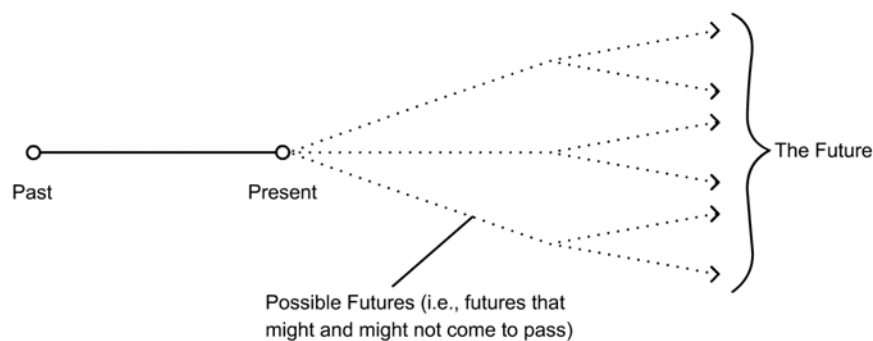 The Future
Past
Present
Possible Futures (i.e., futures that
might and might not come to pass)